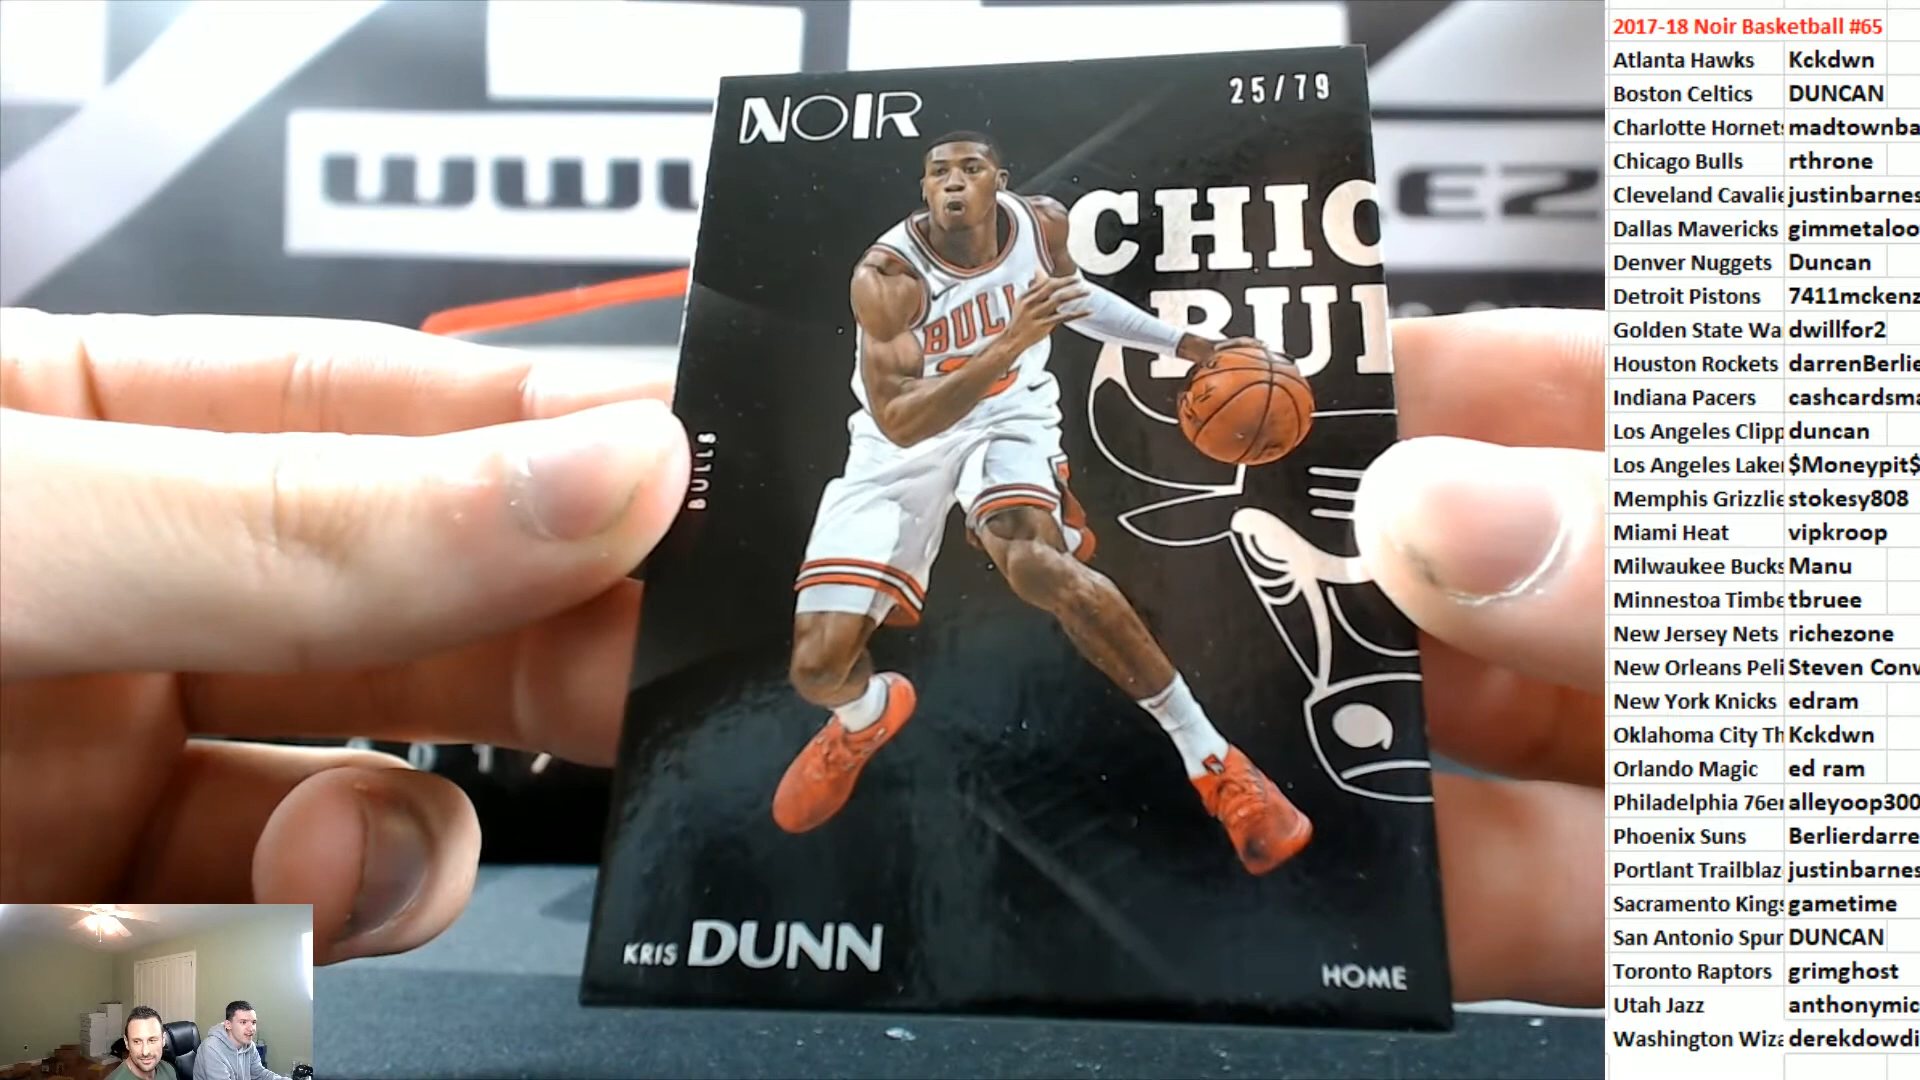 NOIR
25/79
CHIC
BUL
BULLS
BULL
KRIS DUNN
HOME
2017-18 Noir Basketball #65
Atlanta Hawks Kckdwn
Boston Celtics DUNCAN
Charlotte Hornets madtownba
Chicago Bulls rthrone
Cleveland Cavalie justinbarnes
Dallas Mavericks gimmetaloo
Denver Nuggets Duncan
Detroit Pistons 7411mckenz
Golden State Wa dwillfor2
Houston Rockets darrenBerlie
Indiana Pacers cashcardsma
Los Angeles Clipp duncan
Los Angeles Laker $Moneypit$
Memphis Grizzlie stokesy808
Miami Heat vipkroop
Milwaukee Bucks Manu
Minnestoa Timbe tbruee
New Jersey Nets richezone
New Orleans Peli Steven Conv
New York Knicks edram
Oklahoma City Th Kckdwn
Orlando Magic ed ram
Philadelphia 76er alleyoop300
Phoenix Suns Berlierdarre
Portlant Trailblaz justinbarnes
Sacramento Kings gametime
San Antonio Spur DUNCAN
Toronto Raptors grimghost
Utah Jazz anthonymic
Washington Wiza derekdowdi